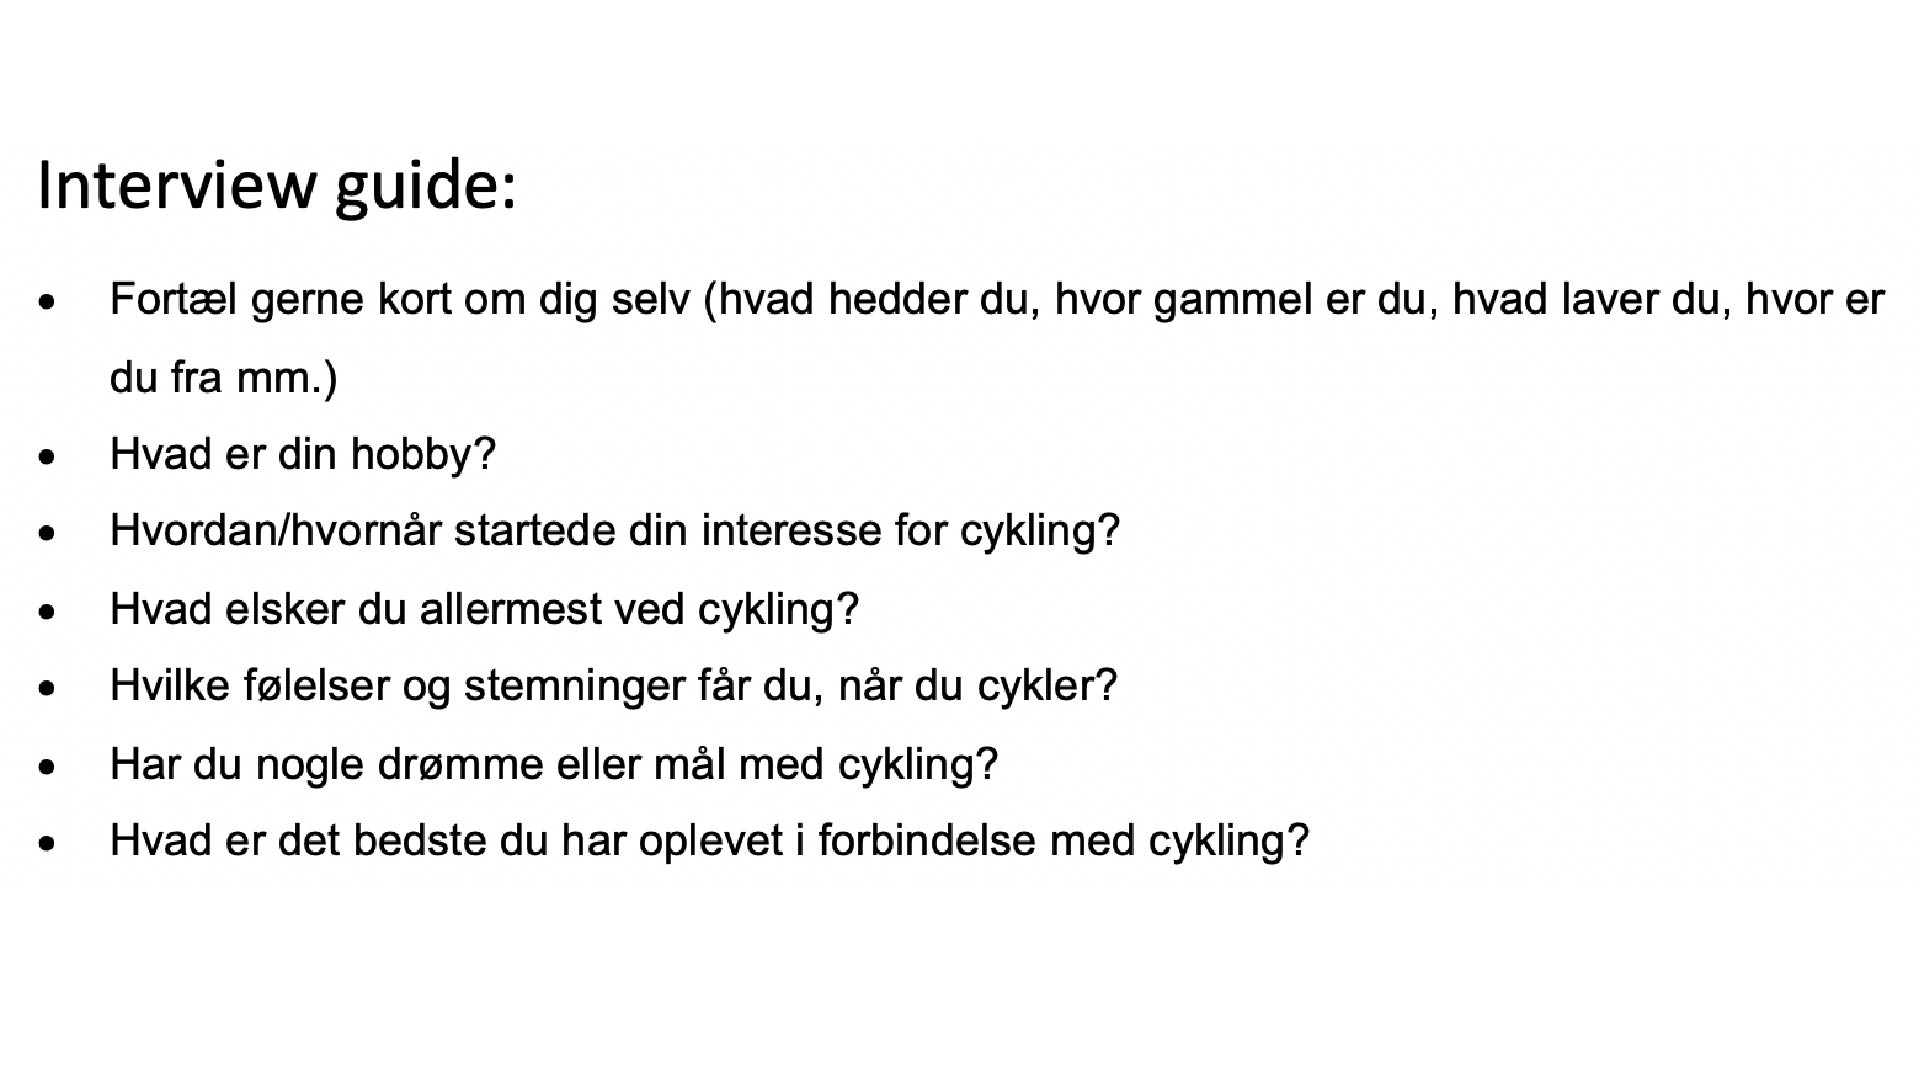 Interview guide:
• Fortæl gerne kort om dig selv (hvad hedder du, hvor gammel er du, hvad laver du, hvor er
du fra mm.)
• Hvad er din hobby?
• Hvordan/hvornår startede din interesse for cykling?
• Hvad elsker du allermest ved cykling?
• Hvilke følelser og stemninger får du, når du cykler?
• Har du nogle drømme eller mål med cykling?
• Hvad er det bedste du har oplevet i forbindelse med cykling?